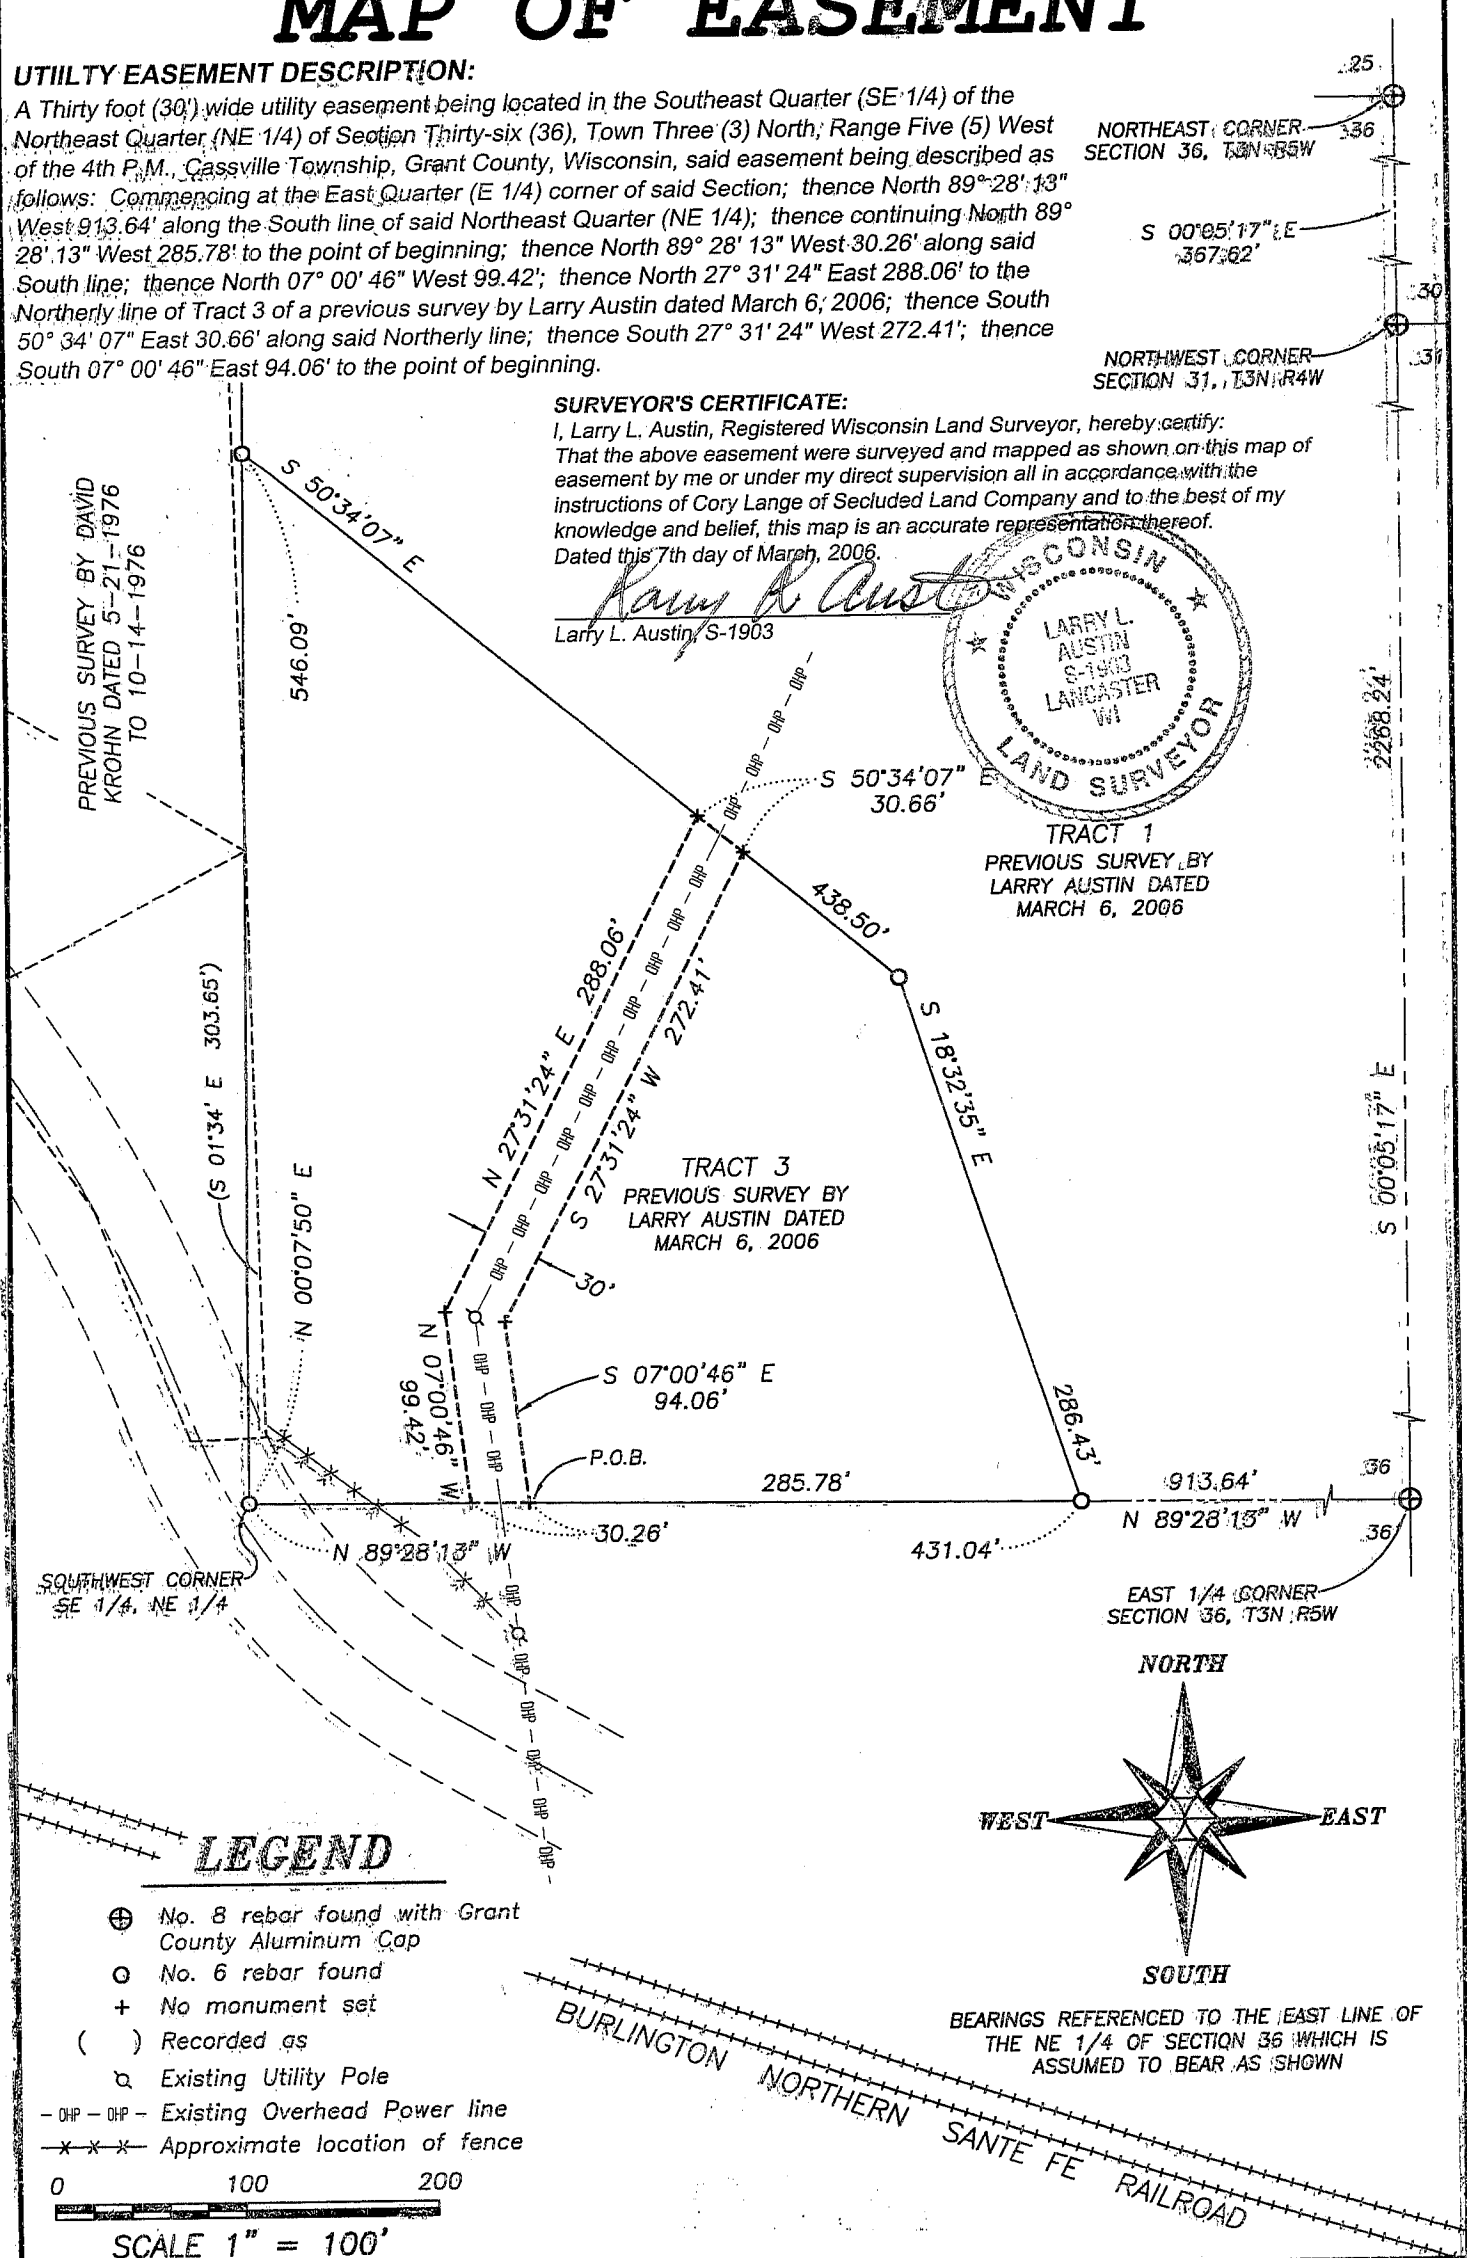 MAP OF EASEMENT
UTIILTY EASEMENT DESCRIPTION:
A Thirty foot (30') wide utility easement being located in the Southeast Quarter (SE 1/4) of the
Northeast Quarter (NE 1/4) of Section Thirty-six (36), Town Three (3) North, Range Five (5) West
of the 4th P.M., Cassville Township, Grant County, Wisconsin, said easement being described as
follows: Commencing at the East Quarter (E 1/4) corner of said Section; thence North 89° 28' 13"
West 913.64' along the South line of said Northeast Quarter (NE 1/4); thence continuing North 89°
28' 13" West 285.78' to the point of beginning; thence North 89° 28' 13" West 30.26' along said
South line; thence North 07° 00' 46" West 99.42'; thence North 27° 31' 24" East 288.06' to the
Northerly line of Tract 3 of a previous survey by Larry Austin dated March 6, 2006; thence South
50° 34' 07" East 30.66' along said Northerly line; thence South 27° 31' 24" West 272.41'; thence
South 07° 00' 46" East 94.06' to the point of beginning.
25
NORTHEAST CORNER
SECTION 36, T3N R5W
36
S 00°05'17" E
367.62'
30
NORTHWEST CORNER
SECTION 31, T3N R4W
31
SURVEYOR'S CERTIFICATE:
I, Larry L. Austin, Registered Wisconsin Land Surveyor, hereby certify:
That the above easement were surveyed and mapped as shown on this map of
easement by me or under my direct supervision all in accordance with the
instructions of Cory Lange of Secluded Land Company and to the best of my
knowledge and belief, this map is an accurate representation thereof.
Dated this 7th day of March, 2006.
Larry L. Austin, S-1903
WISCONSIN
LARRY L.
AUSTIN
S-1903
LANCASTER
WI
LAND SURVEYOR
PREVIOUS SURVEY BY DAVID
KROHN DATED 5-21-1976
TO 10-14-1976
S 50°34'07" E
546.09'
2268.24'
S 50°34'07" E
30.66'
TRACT 1
PREVIOUS SURVEY BY
LARRY AUSTIN DATED
MARCH 6, 2006
438.50'
OHP
N 27°31'24" E 288.06'
S 27°31'24" W 272.41'
(S 01°34' E 303.65')
N 00°07'50" E
S 18°32'35" E
286.43'
S 00°05'17" E
TRACT 3
PREVIOUS SURVEY BY
LARRY AUSTIN DATED
MARCH 6, 2006
30'
N 07°00'46" W
99.42'
S 07°00'46" E
94.06'
P.O.B.
285.78'
913.64'
36
N 89°28'13" W
30.26'
431.04'
N 89°28'13" W
36
SOUTHWEST CORNER
SE 1/4, NE 1/4
EAST 1/4 CORNER
SECTION 36, T3N R5W
NORTH
WEST
EAST
SOUTH
BEARINGS REFERENCED TO THE EAST LINE OF
THE NE 1/4 OF SECTION 36 WHICH IS
ASSUMED TO BEAR AS SHOWN
LEGEND
No. 8 rebar found with Grant
County Aluminum Cap
No. 6 rebar found
+ No monument set
( ) Recorded as
Existing Utility Pole
- OHP - OHP - Existing Overhead Power line
-x-x-x- Approximate location of fence
0 100 200
SCALE 1" = 100'
BURLINGTON NORTHERN SANTE FE RAILROAD